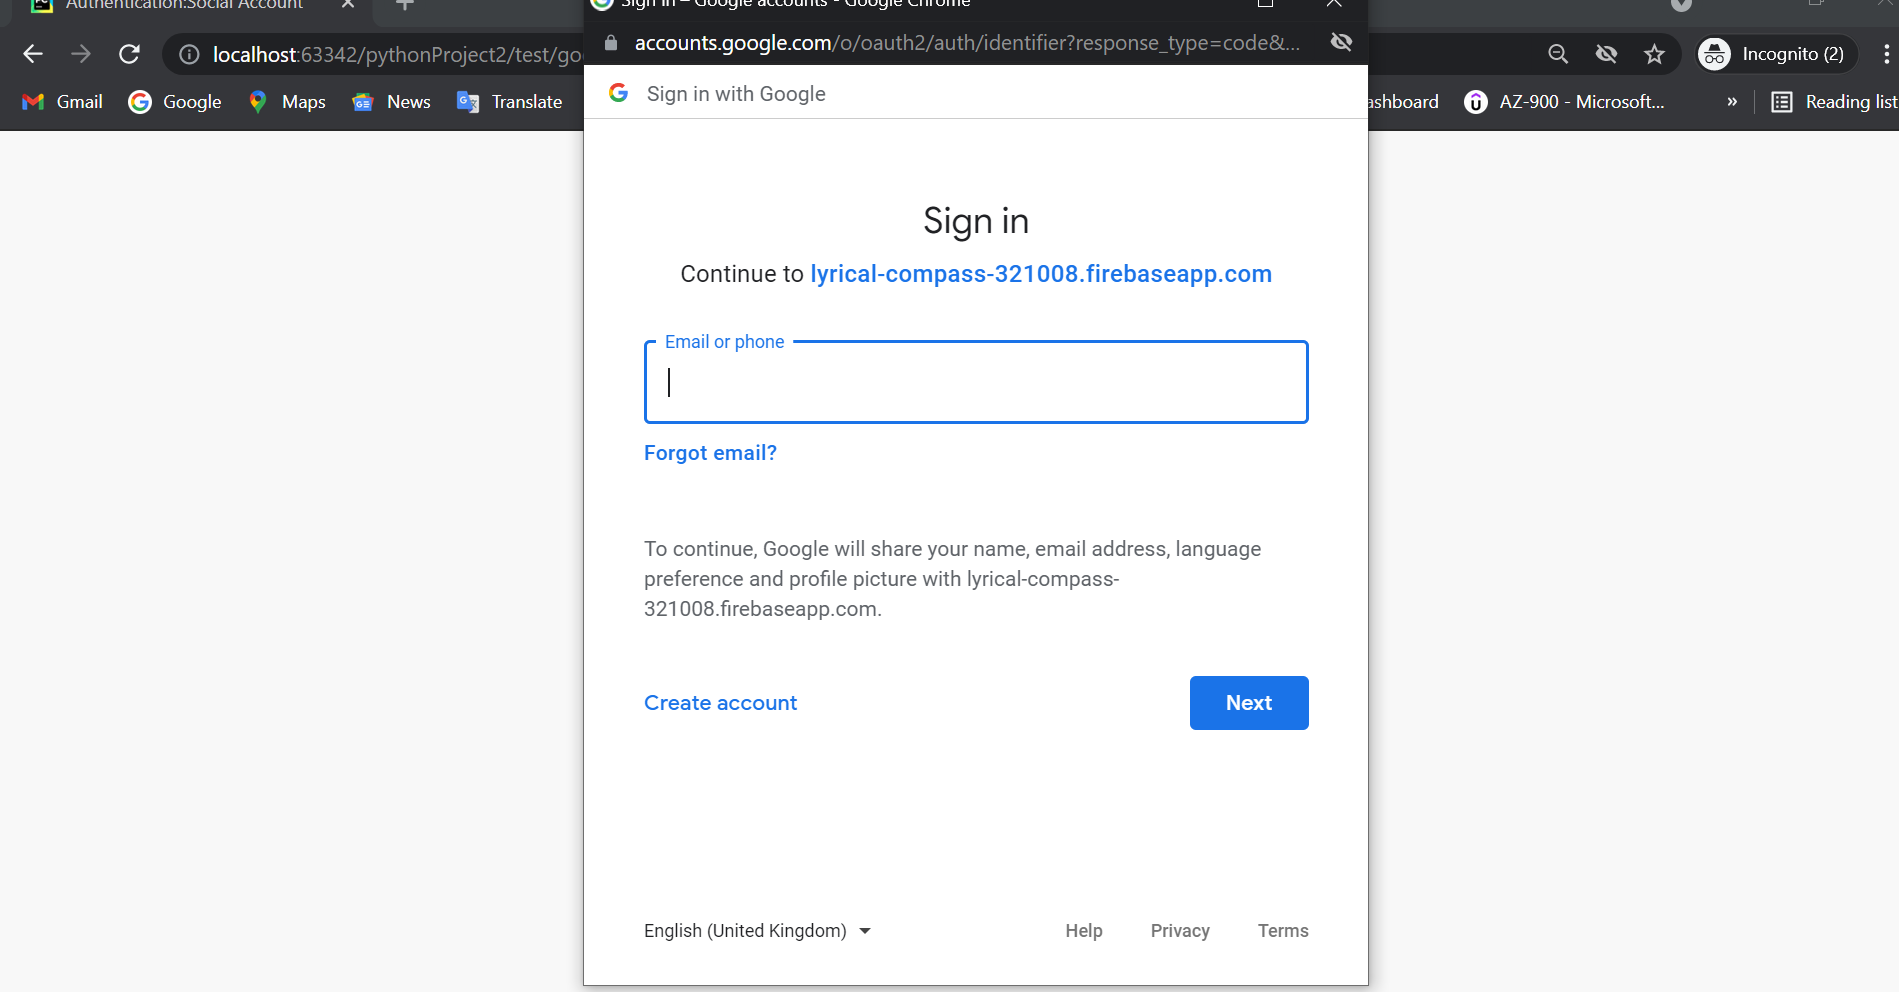 Authentication:Social Account
Sign in – Google accounts - Google Chrome
localhost:63342/pythonProject2/test/go
accounts.google.com/o/oauth2/auth/identifier?response_type=code&...
Incognito (2)
Gmail
Google
Maps
News
Translate
ashboard
AZ-900 - Microsoft...
»
Reading list
Sign in with Google
Sign in
Continue to lyrical-compass-321008.firebaseapp.com
Email or phone
Forgot email?
To continue, Google will share your name, email address, language
preference and profile picture with lyrical-compass-
321008.firebaseapp.com.
Create account
Next
English (United Kingdom)
Help
Privacy
Terms